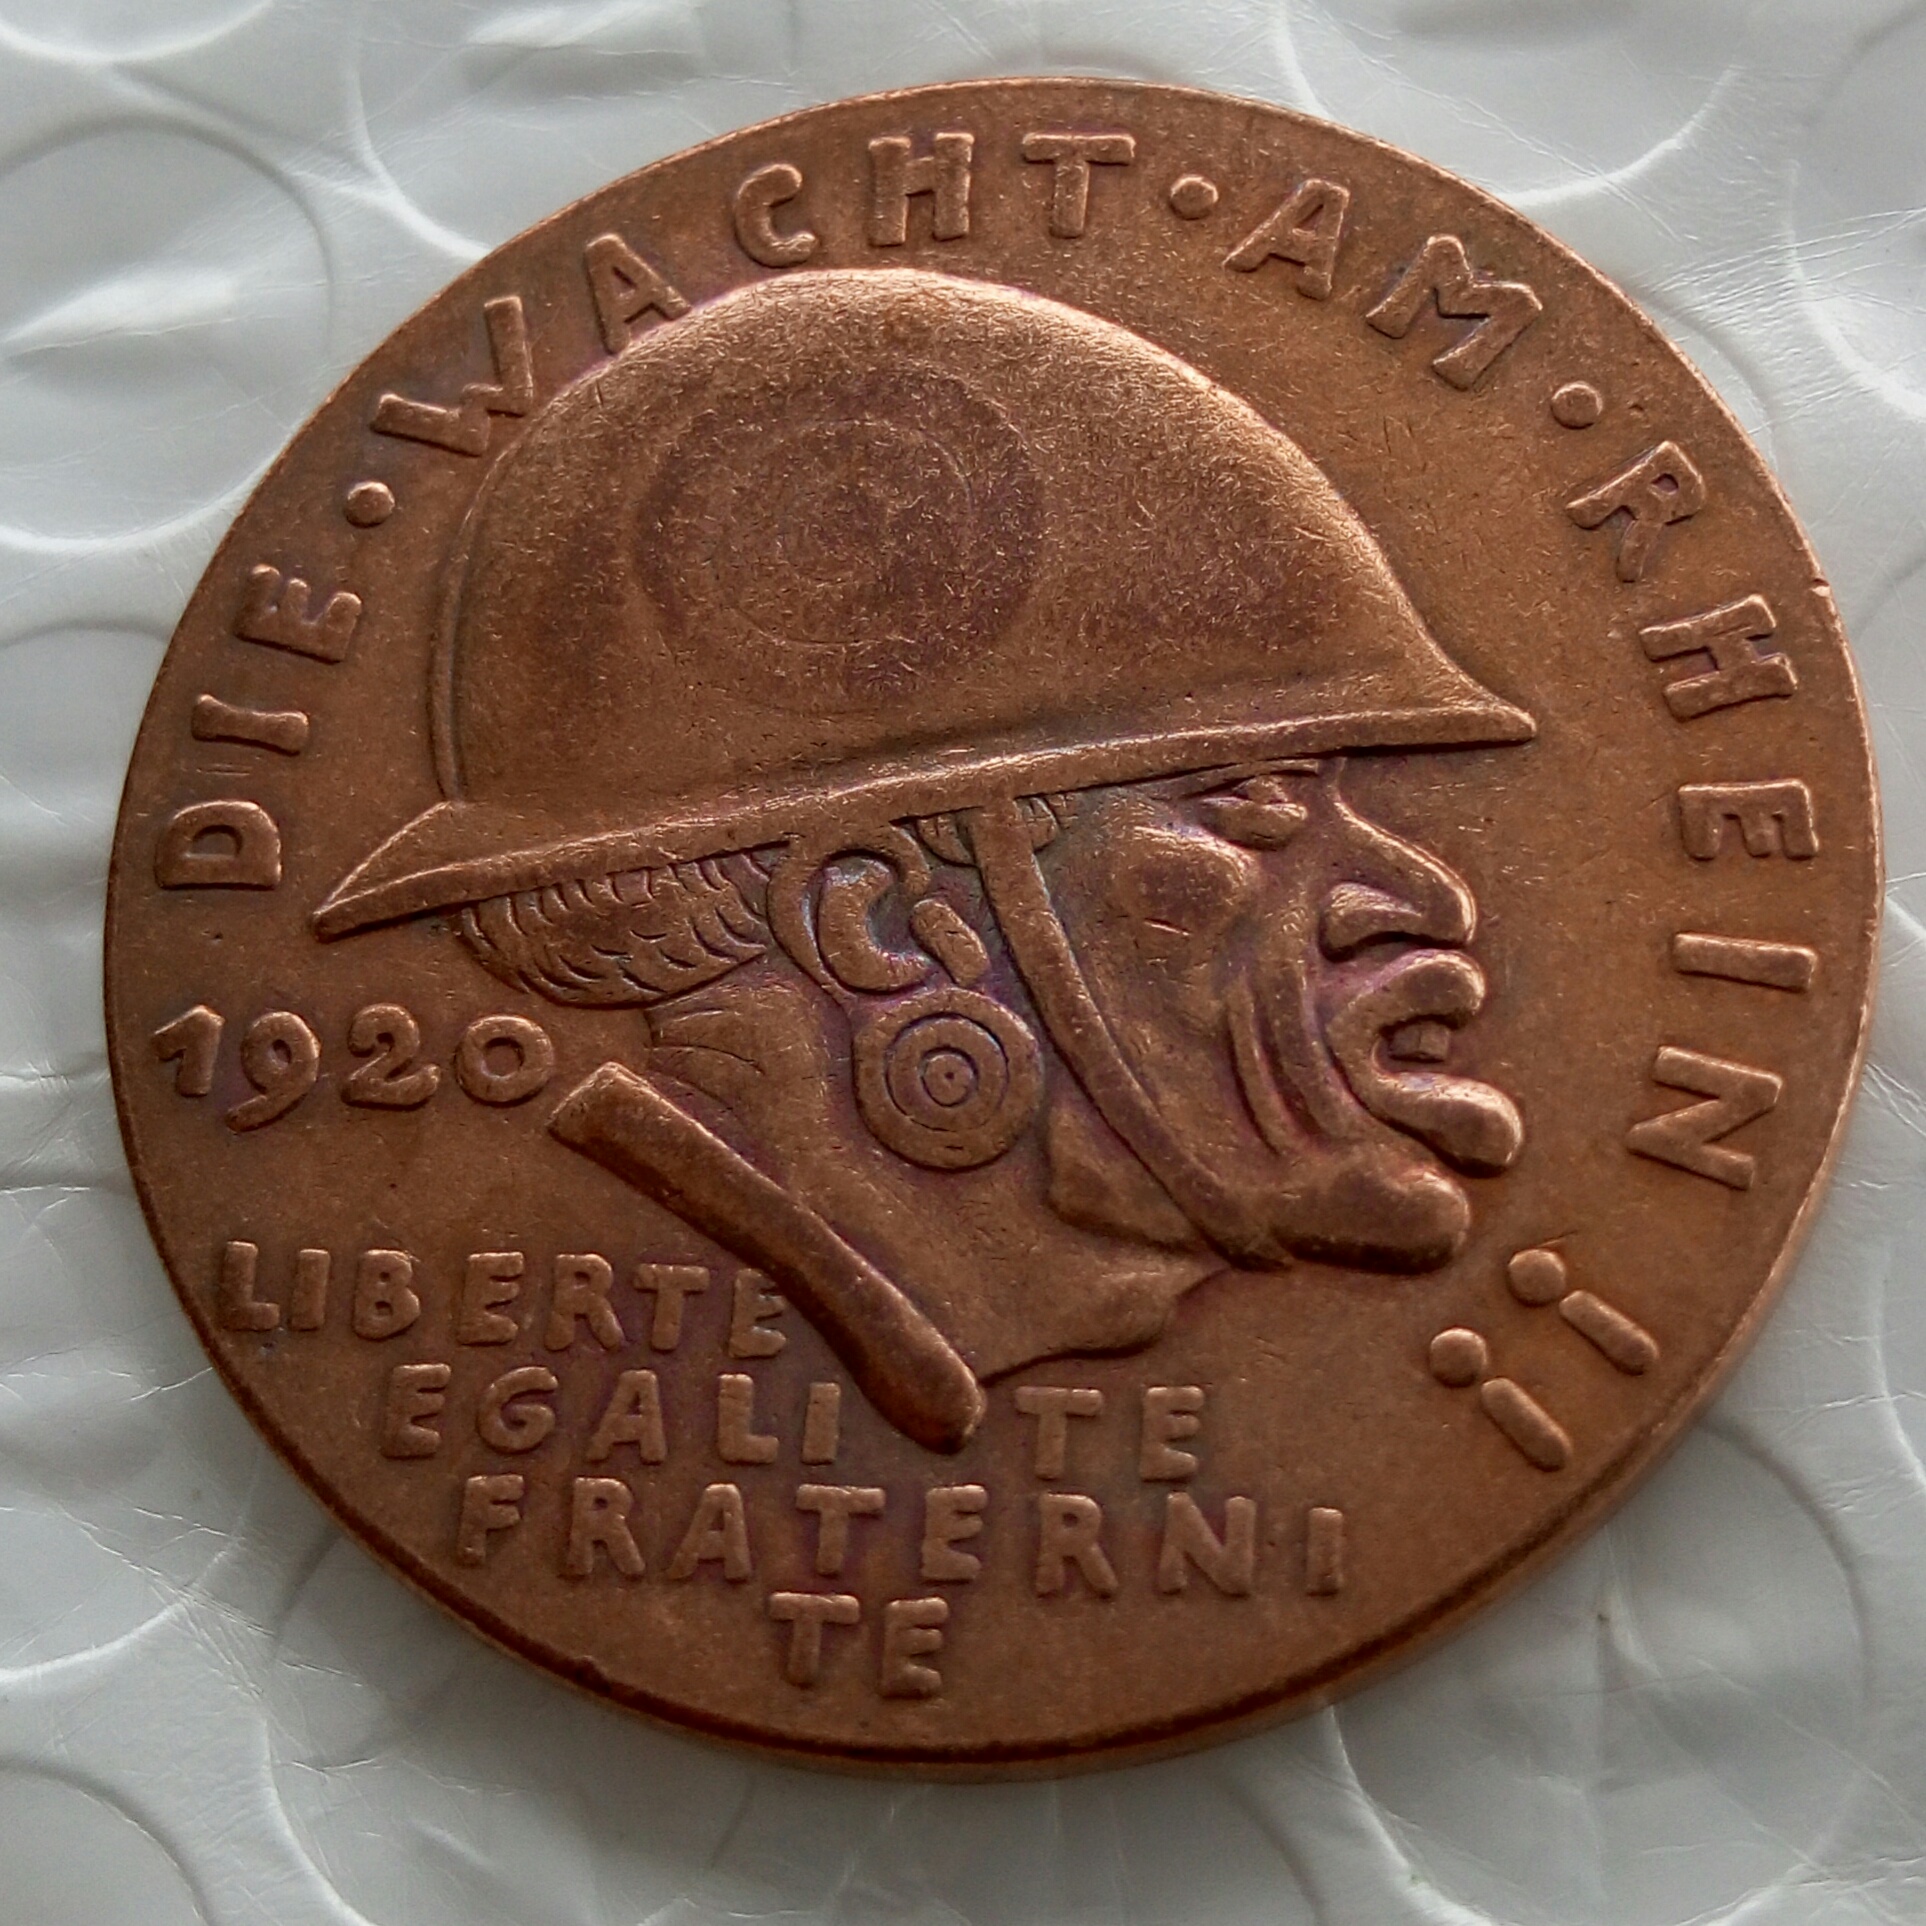 DIE·WACHT·AM·RHEIN!!
1920
LIBERTE
EGALITE
FRATERNI
TE